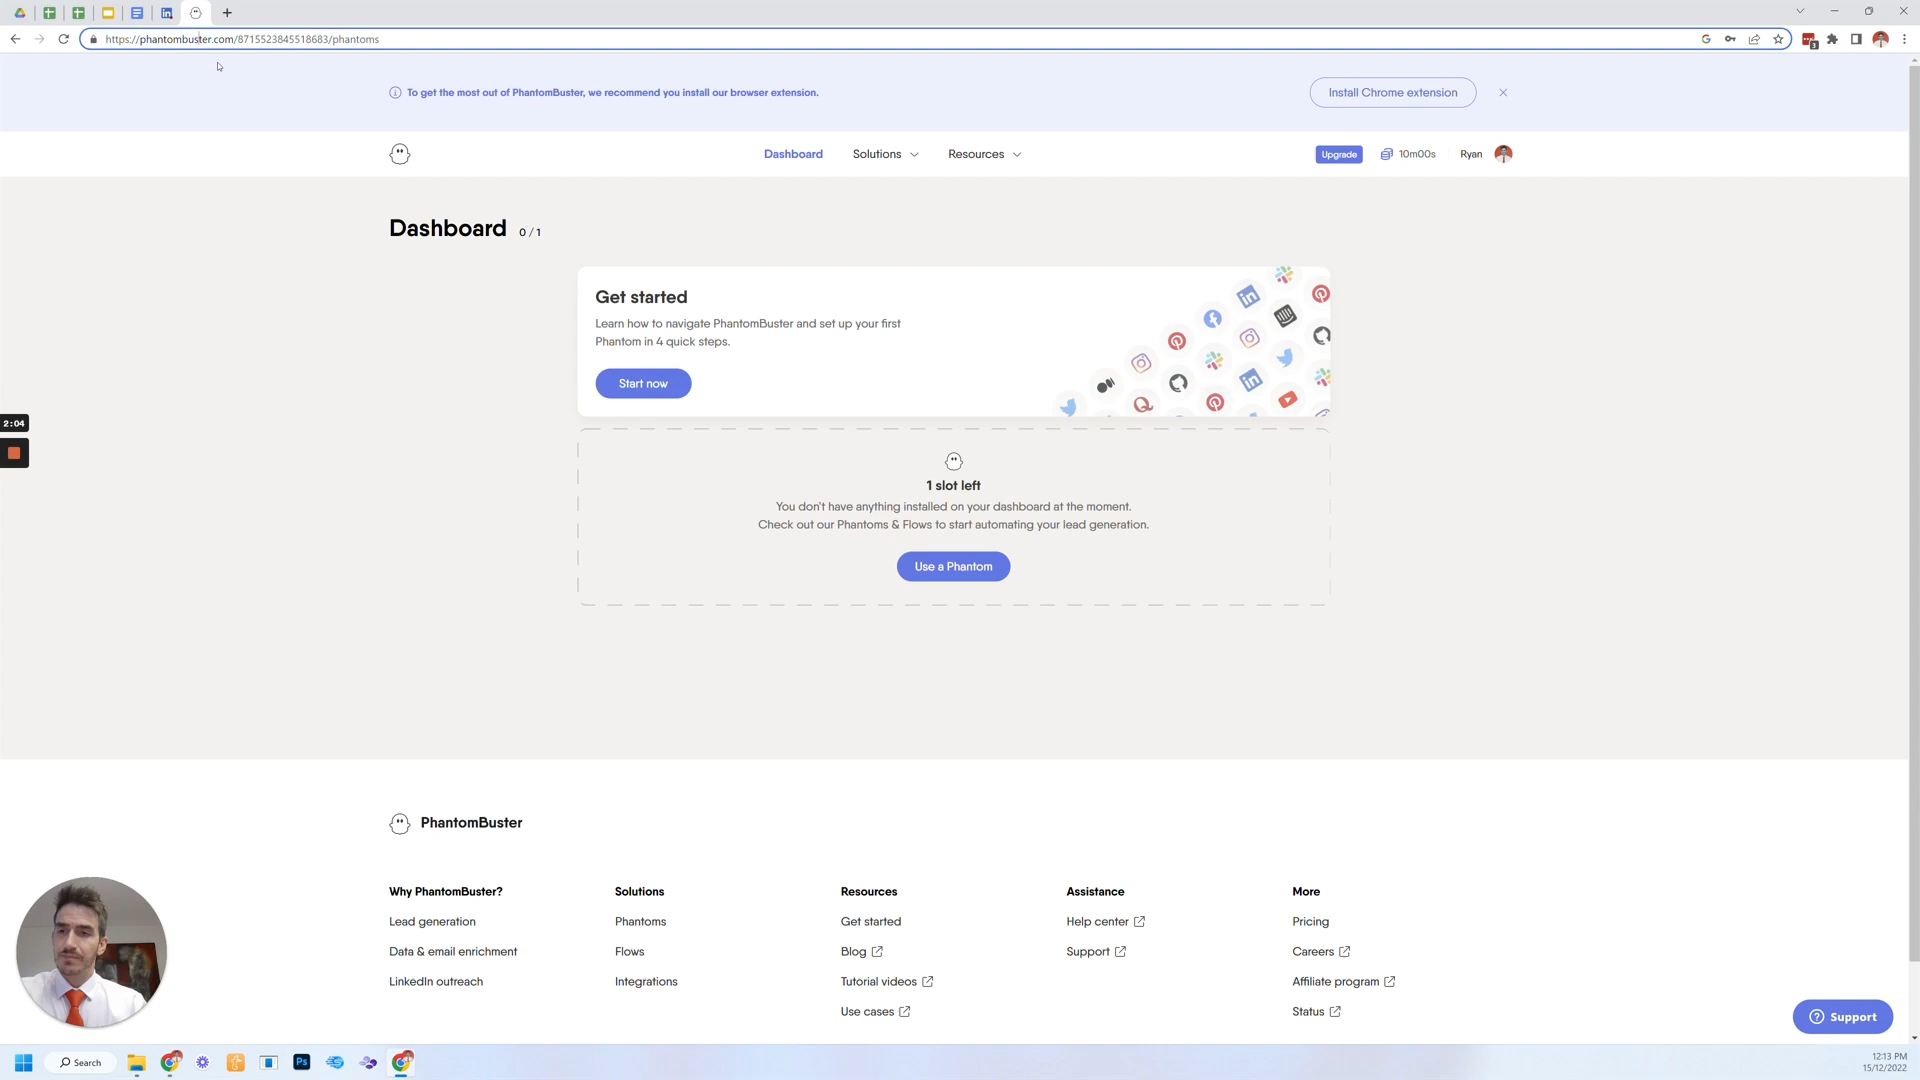 https://phantombuster.com/8715523845518683/phantoms
3
To get the most out of PhantomBuster, we recommend you install our browser extension.
Install Chrome extension
Dashboard
Solutions
Resources
Upgrade
10m00s
Ryan
Dashboard 0 / 1
Get started
Learn how to navigate PhantomBuster and set up your first
Phantom in 4 quick steps.
Start now
2:04
1 slot left
You don't have anything installed on your dashboard at the moment.
Check out our Phantoms & Flows to start automating your lead generation.
Use a Phantom
PhantomBuster
Why PhantomBuster?
Lead generation
Data & email enrichment
LinkedIn outreach
Solutions
Phantoms
Flows
Integrations
Resources
Get started
Blog
Tutorial videos
Use cases
Assistance
Help center
Support
More
Pricing
Careers
Affiliate program
Status
Support
Search
Ps
12:13 PM
15/12/2022